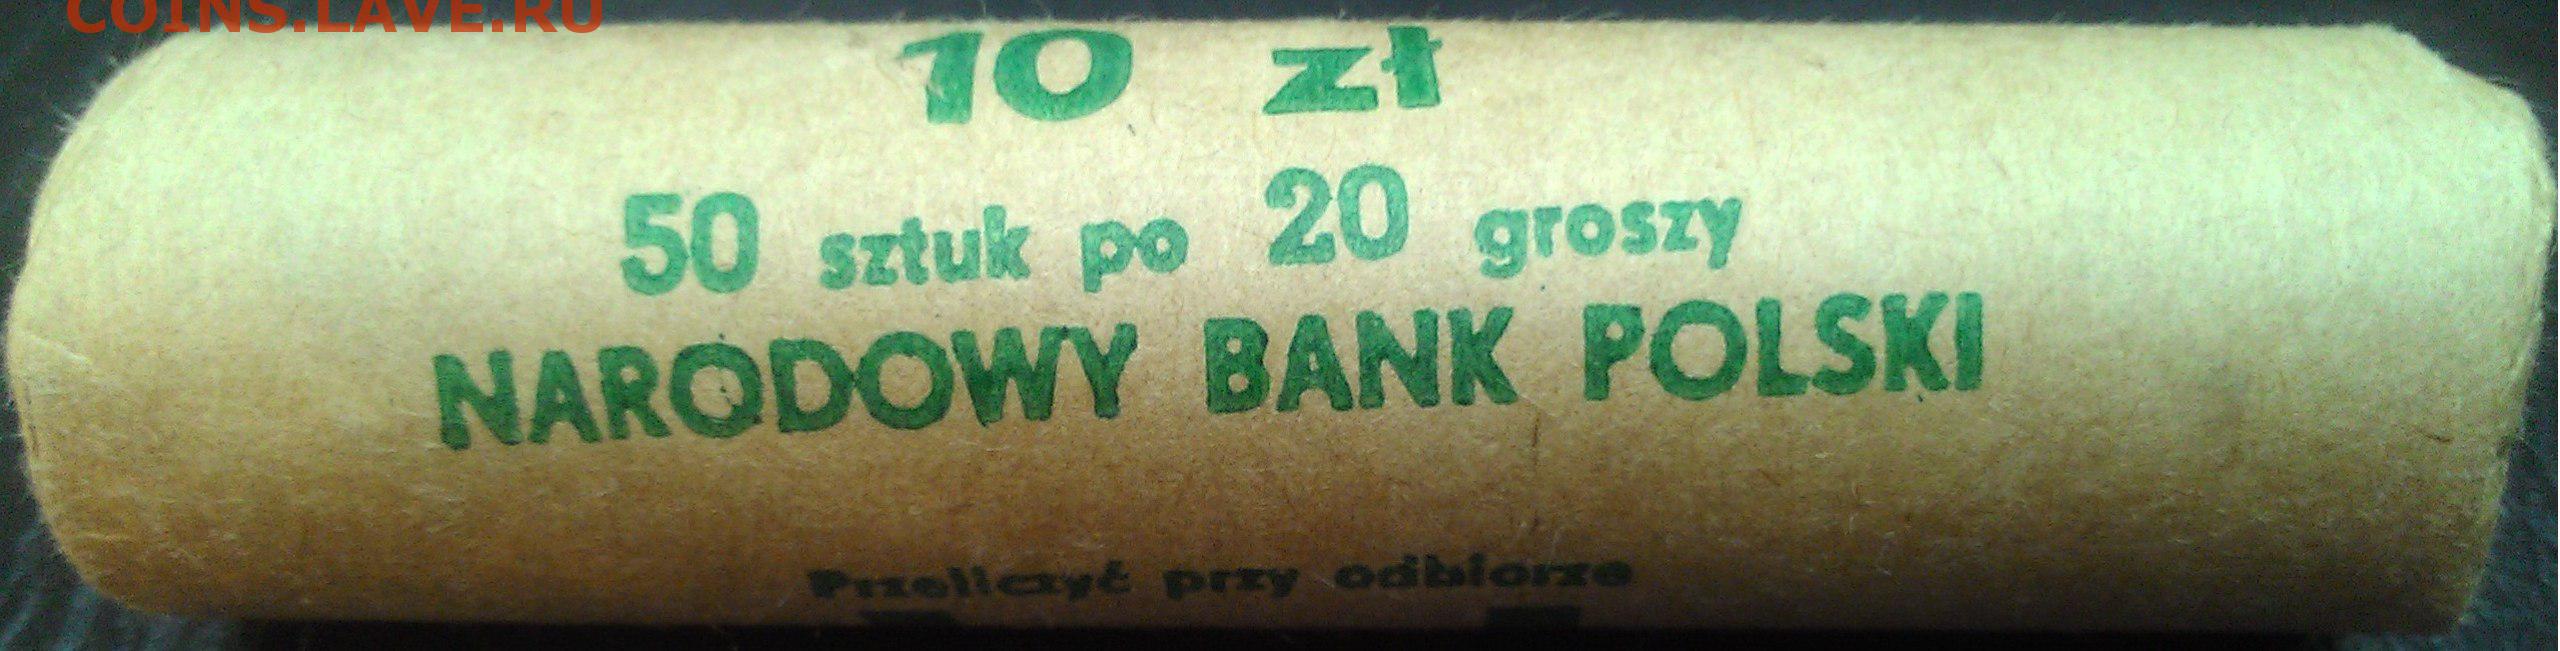 COINS.LAVE.RU
10 zł
50 sztuk po 20 groszy
NARODOWY BANK POLSKI
Przeliczyć przy odbiorze